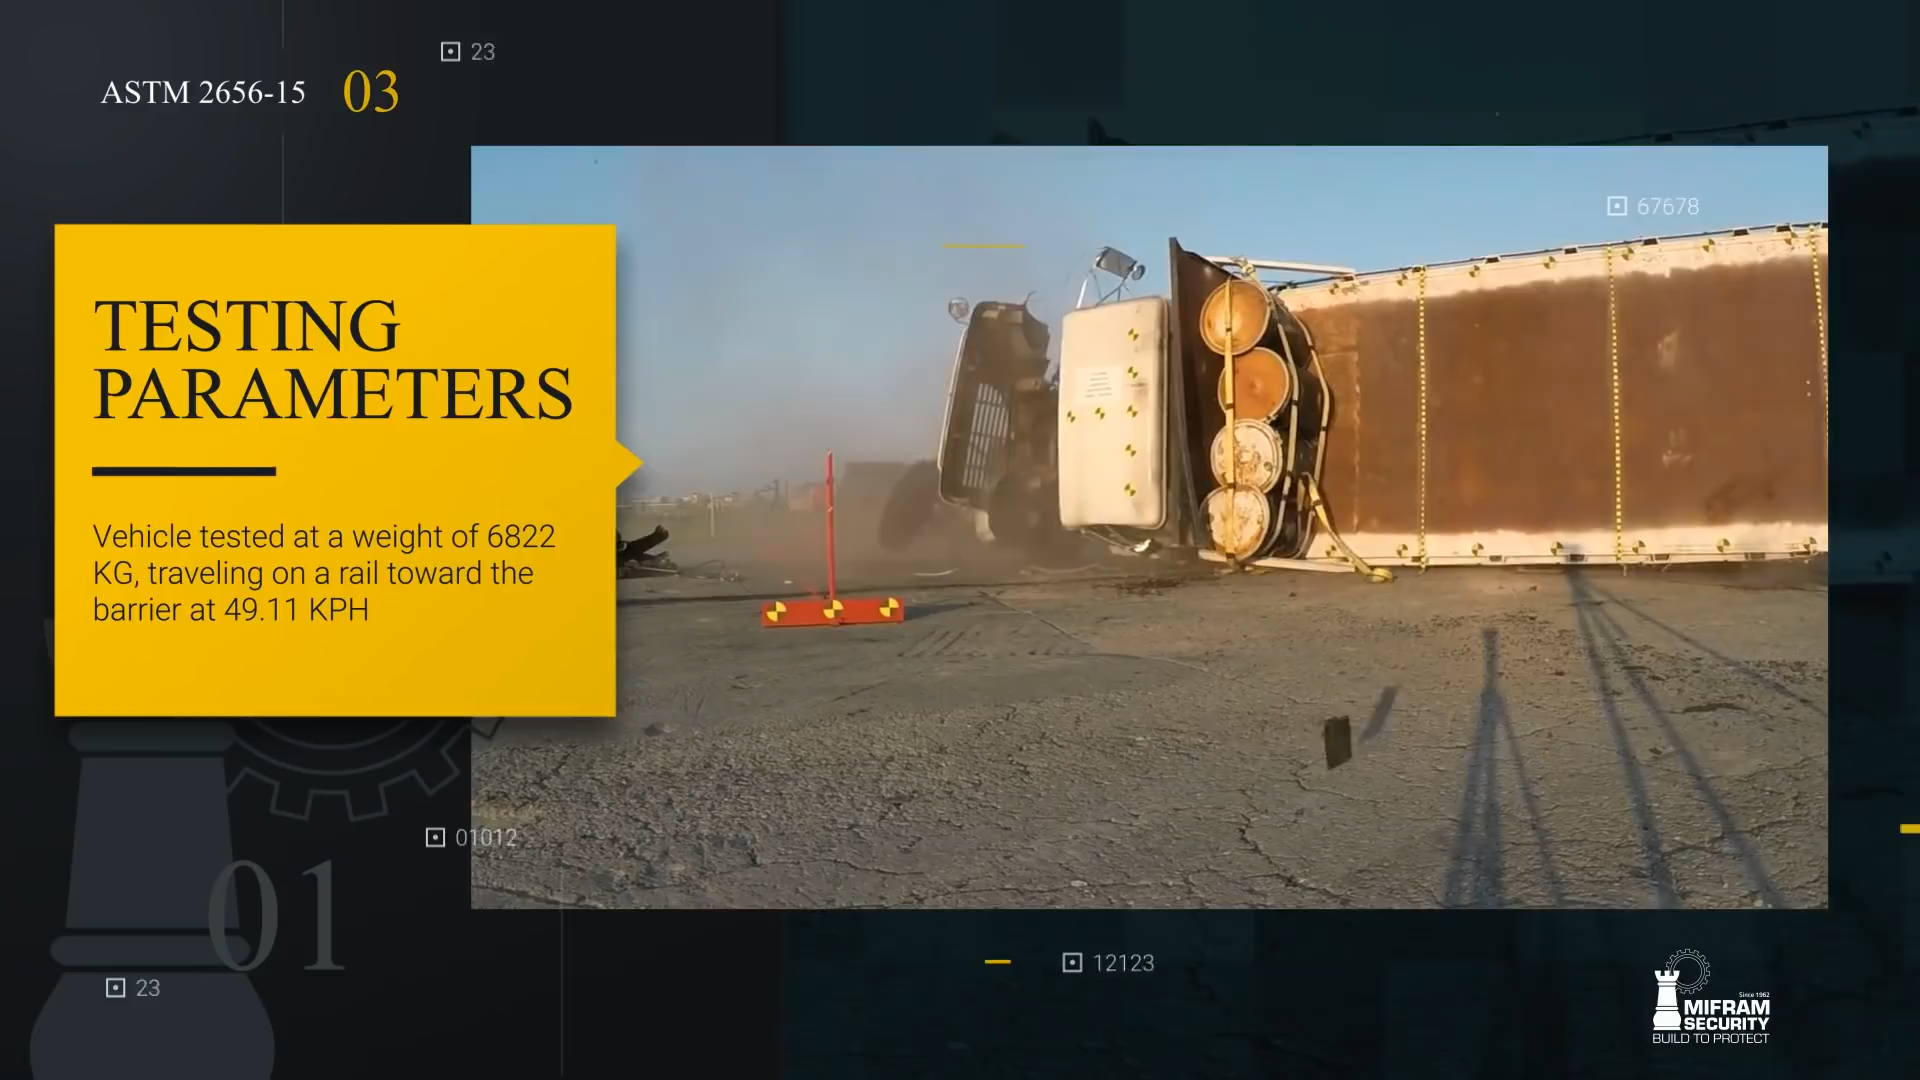 23
ASTM 2656-15 03
67678
TESTING
PARAMETERS
Vehicle tested at a weight of 6822
KG, traveling on a rail toward the
barrier at 49.11 KPH
01012
01
23
12123
Since 1962
MIFRAM
SECURITY
BUILD TO PROTECT